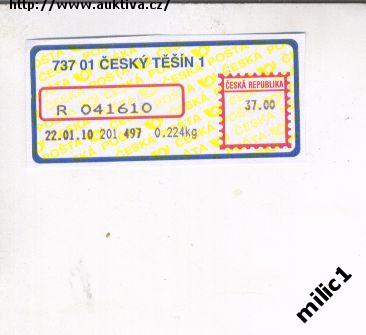 http://www.auktiva.cz/
737 01 ČESKÝ TĚŠÍN 1
ČESKÁ REPUBLIKA
R 041610
37.00
22.01.10 201 497 0.224kg
milic1